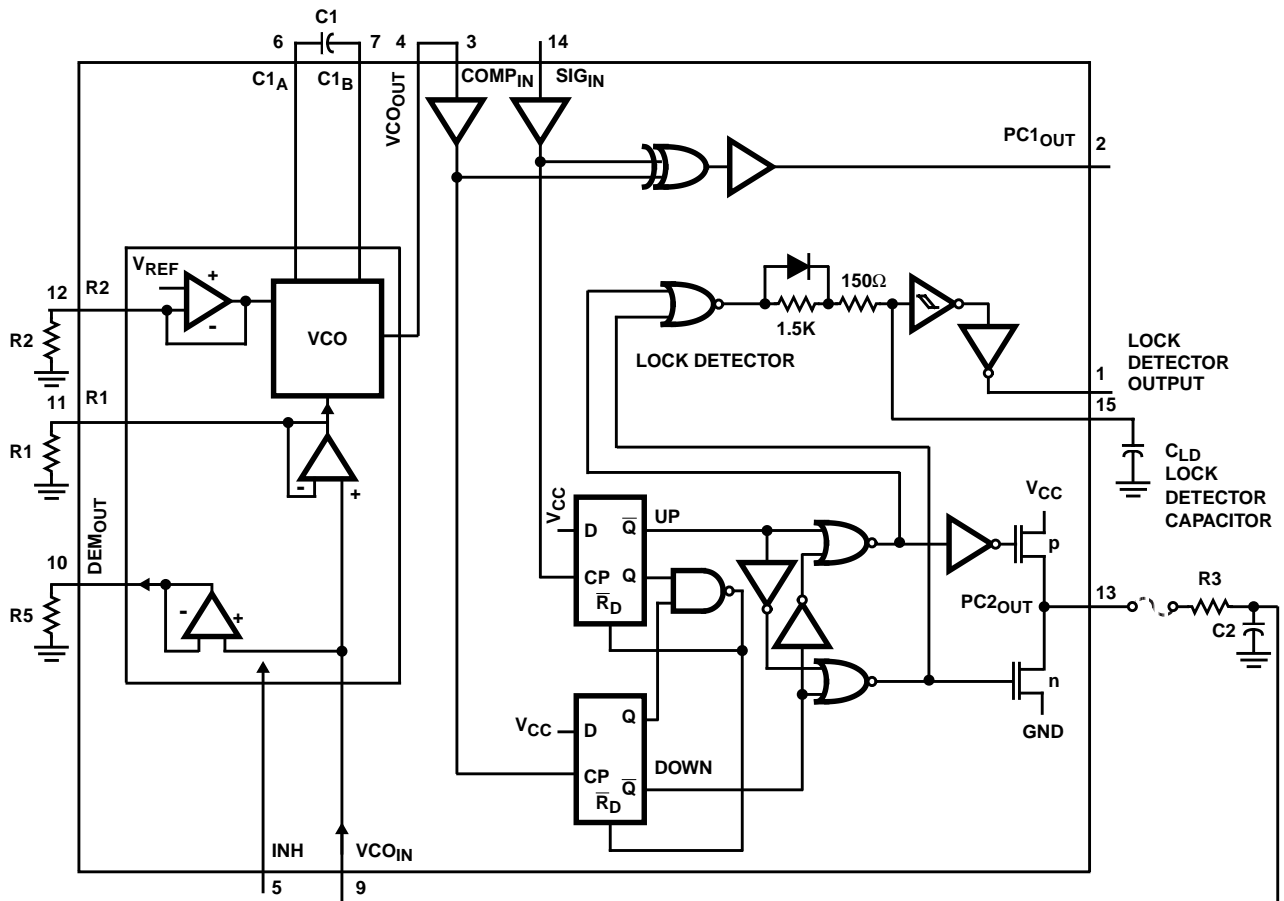 C1
6 7 4 3 14
C1A C1B VCOOUT COMPIN SIGIN
PC1OUT 2
VREF + -
12 R2
R2
VCO
150Ω
1.5K
LOCK DETECTOR
LOCK
DETECTOR
OUTPUT
1
15
11 R1
R1
- +
CLD
LOCK
DETECTOR
CAPACITOR
VCC
D Q̅ UP
CP Q
R̅D
VCC
p
DEMOUT
10
R5
- +
PC2OUT 13
R3
C2
n
GND
VCC D Q
CP Q̅ DOWN
R̅D
INH VCOIN
5 9